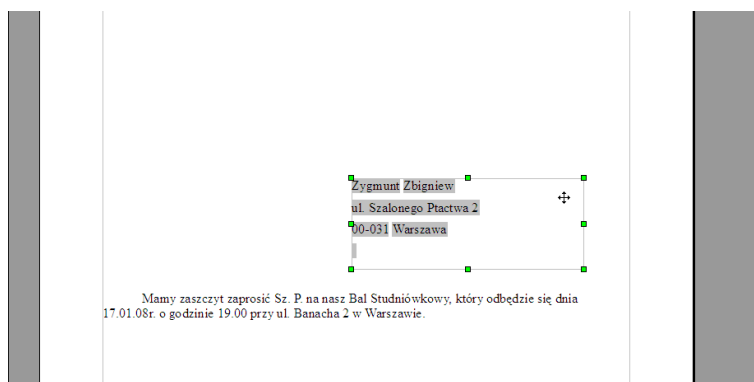 Zygmunt Zbigniew
ul. Szalonego Ptactwa 2
00-031 Warszawa
Mamy zaszczyt zaprosić Sz. P. na nasz Bal Studniówkowy, który odbędzie się dnia
17.01.08r. o godzinie 19.00 przy ul. Banacha 2 w Warszawie.